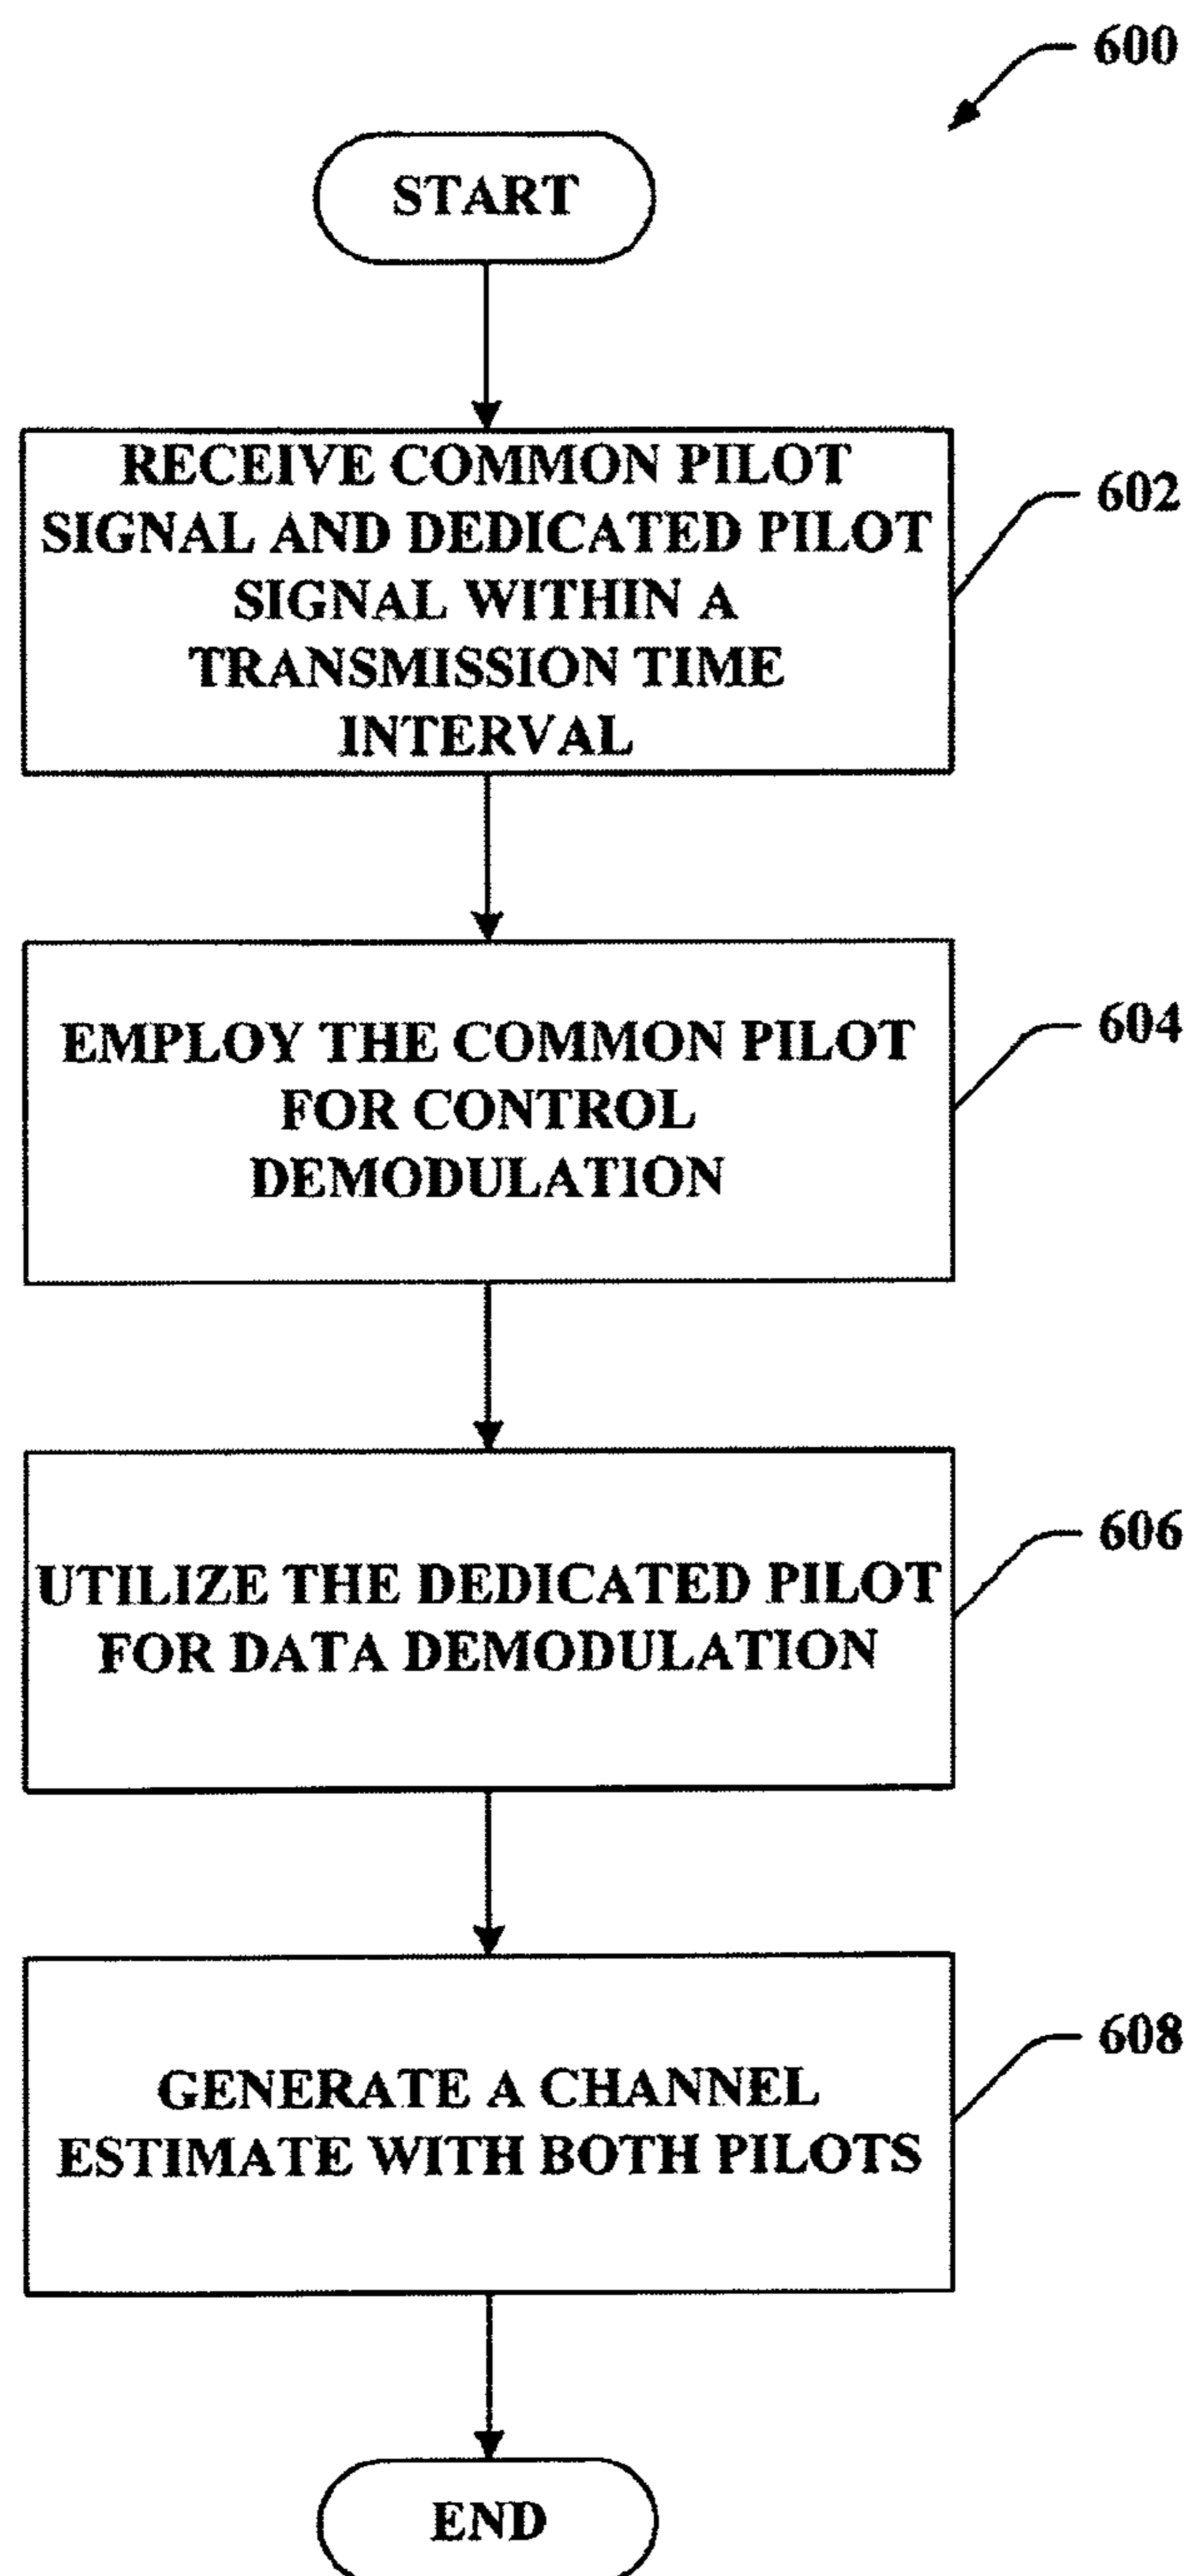 600
START
RECEIVE COMMON PILOT
SIGNAL AND DEDICATED PILOT
SIGNAL WITHIN A
TRANSMISSION TIME
INTERVAL
602
EMPLOY THE COMMON PILOT
FOR CONTROL
DEMODULATION
604
UTILIZE THE DEDICATED PILOT
FOR DATA DEMODULATION
606
GENERATE A CHANNEL
ESTIMATE WITH BOTH PILOTS
608
END